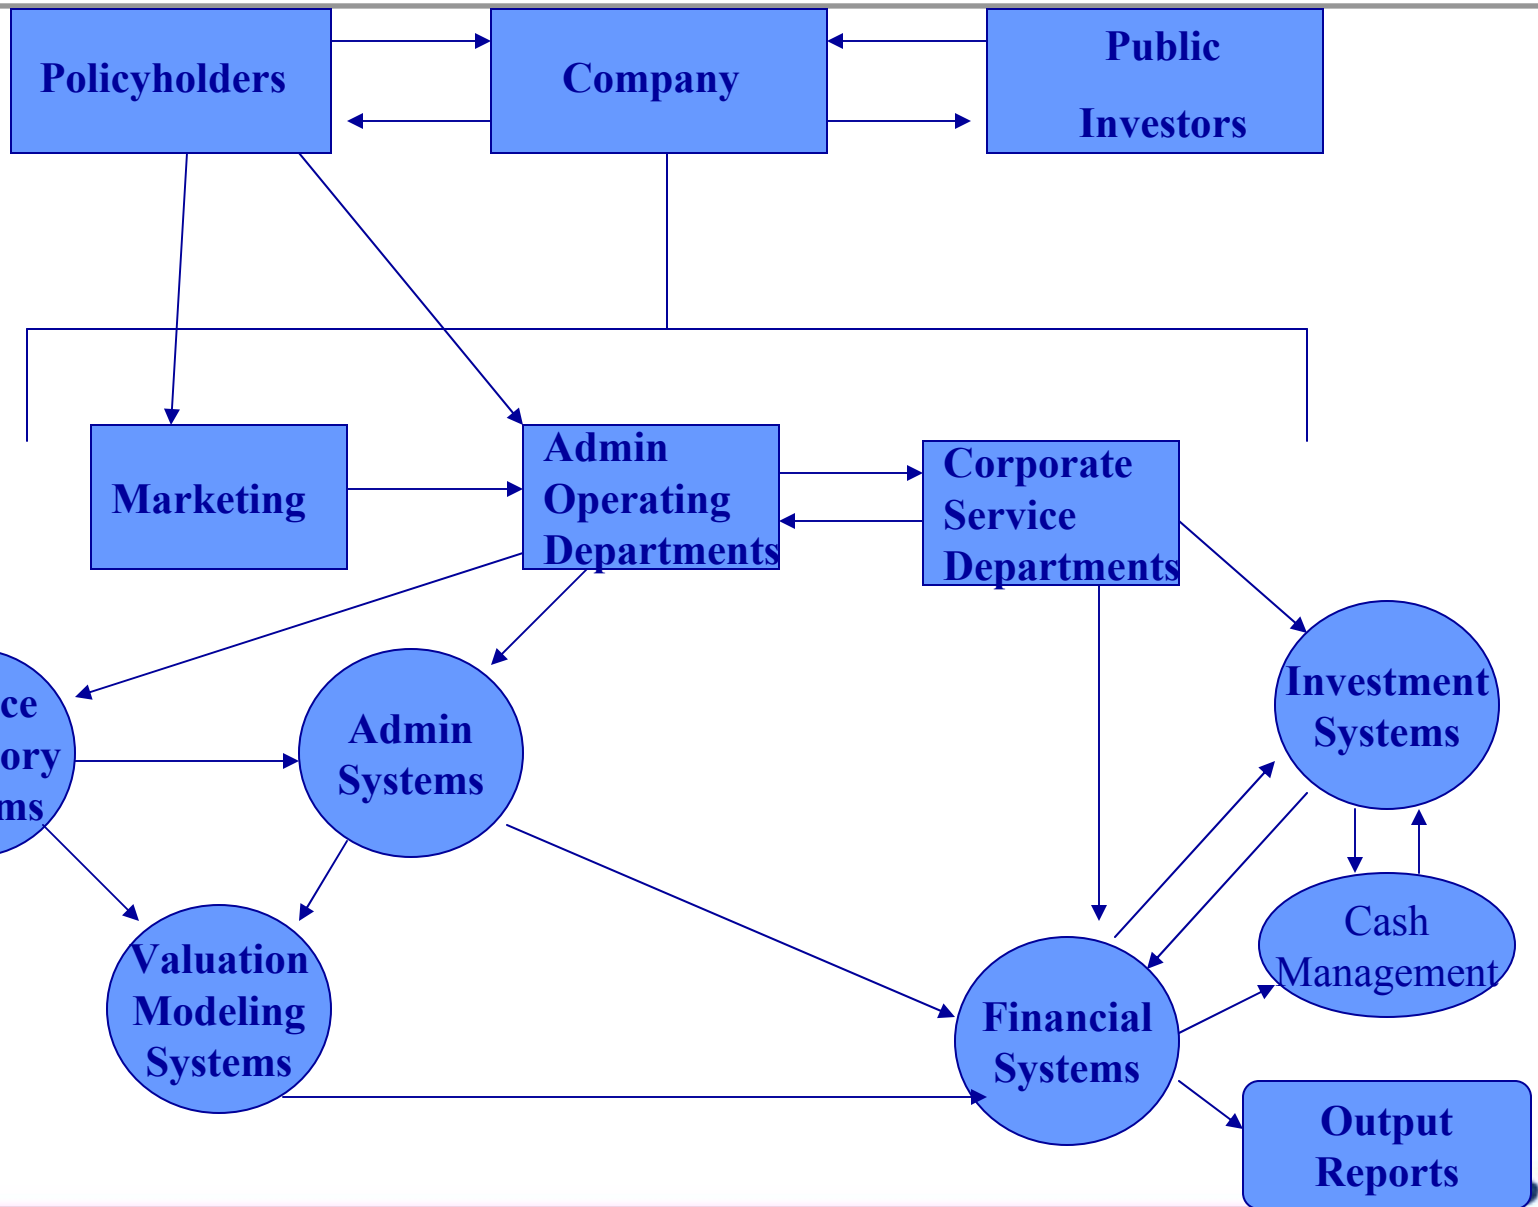 Policyholders
Company
Public
Investors
Marketing
Admin
Operating
Departments
Corporate
Service
Departments
ce
ory
ms
Admin
Systems
Investment
Systems
Valuation
Modeling
Systems
Financial
Systems
Cash
Management
Output
Reports